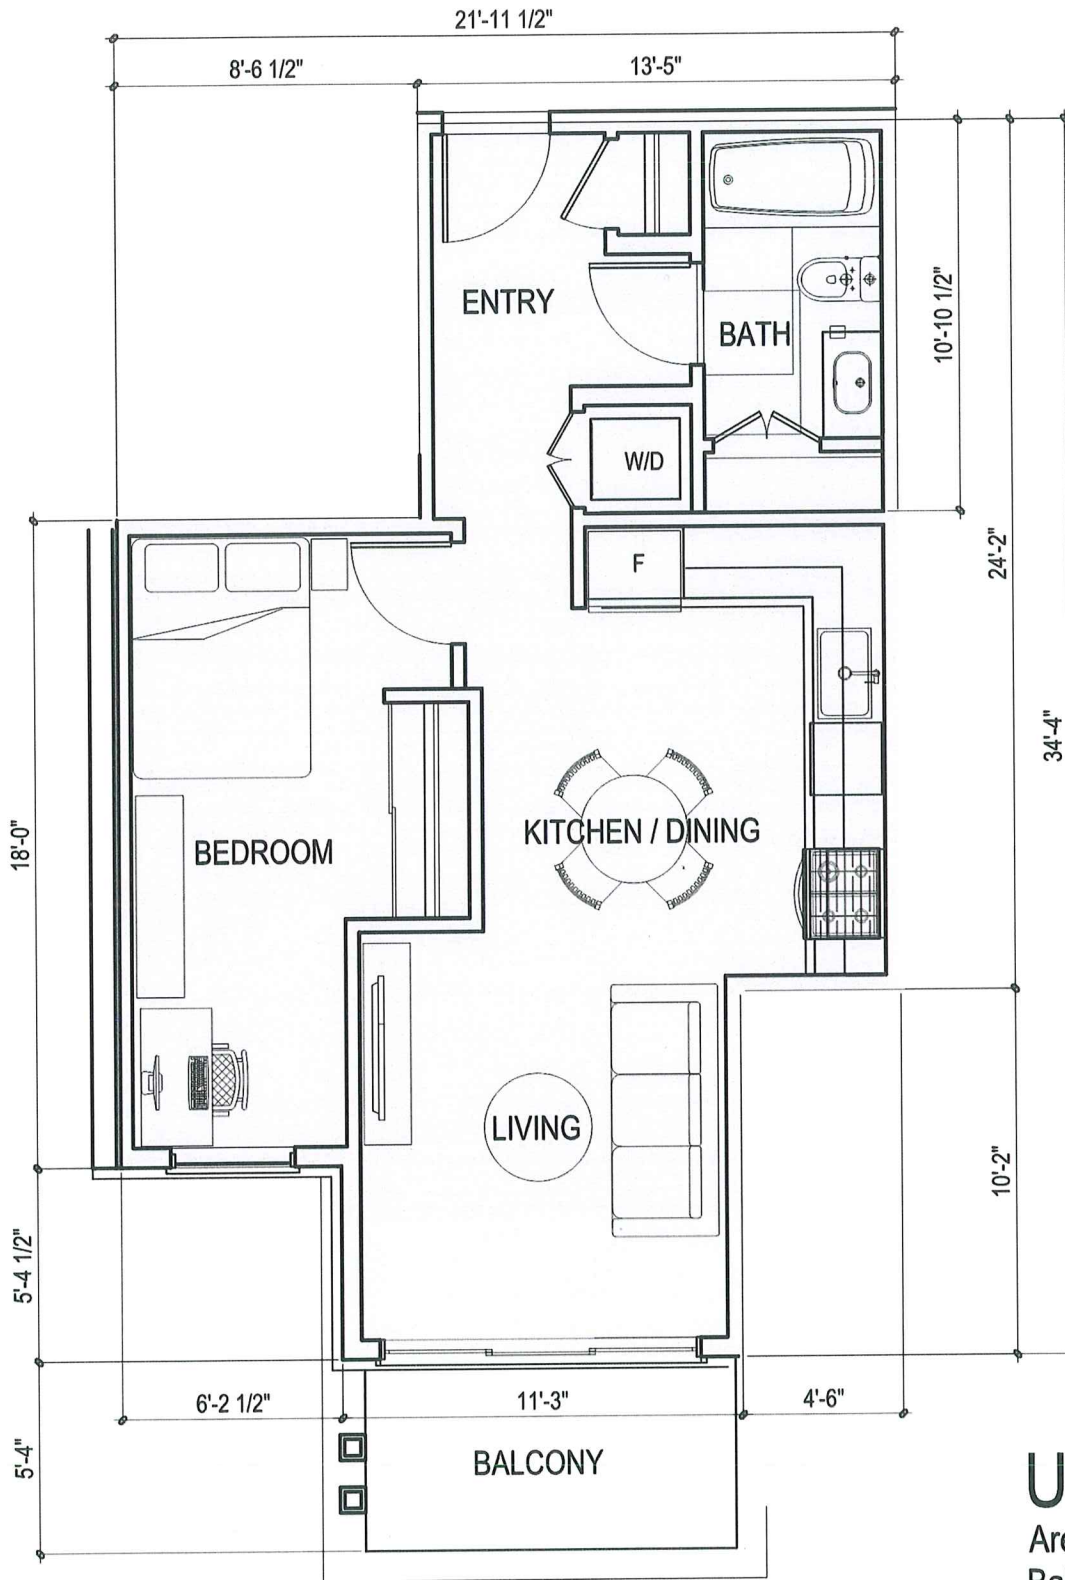 21'-11 1/2"
8'-6 1/2"
13'-5"
ENTRY
BATH
10'-10 1/2"
W/D
F
24'-2"
34'-4"
18'-0"
KITCHEN / DINING
BEDROOM
LIVING
10'-2"
5'-4 1/2"
6'-2 1/2"
11'-3"
4'-6"
5'-4"
BALCONY
U
Are